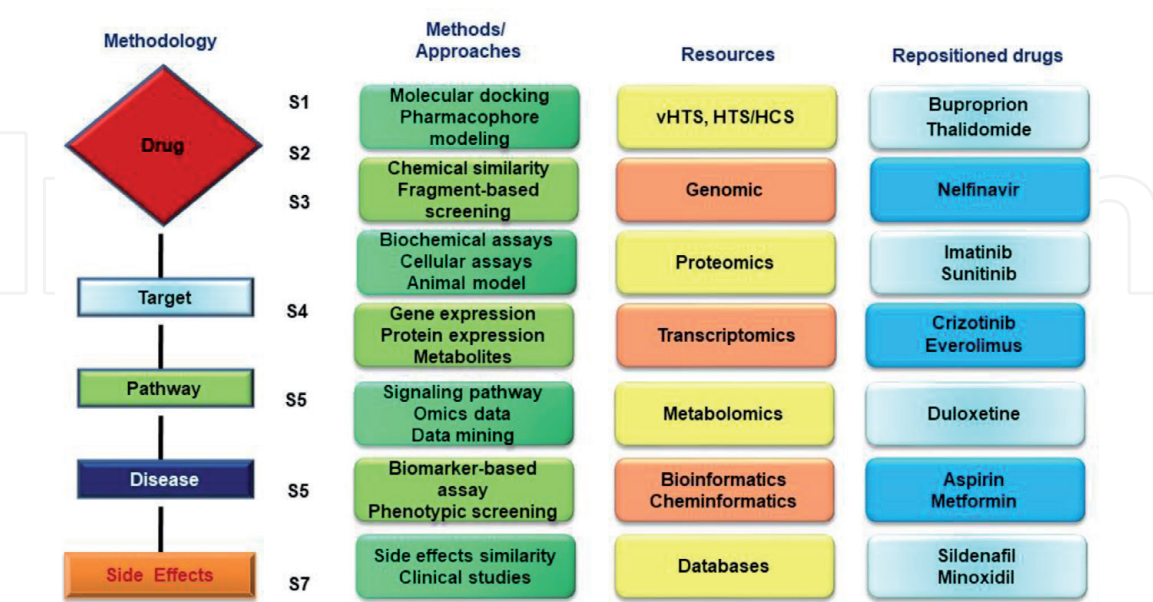 Methodology
Methods/
Approaches
Resources
Repositioned drugs
Drug
S1
S2
S3
Target
S4
Pathway
S5
Disease
S5
Side Effects
S7
Molecular docking
Pharmacophore
modeling
vHTS, HTS/HCS
Buproprion
Thalidomide
Chemical similarity
Fragment-based
screening
Genomic
Nelfinavir
Biochemical assays
Cellular assays
Animal model
Proteomics
Imatinib
Sunitinib
Gene expression
Protein expression
Metabolites
Transcriptomics
Crizotinib
Everolimus
Signaling pathway
Omics data
Data mining
Metabolomics
Duloxetine
Biomarker-based
assay
Phenotypic screening
Bioinformatics
Cheminformatics
Aspirin
Metformin
Side effects similarity
Clinical studies
Databases
Sildenafil
Minoxidil